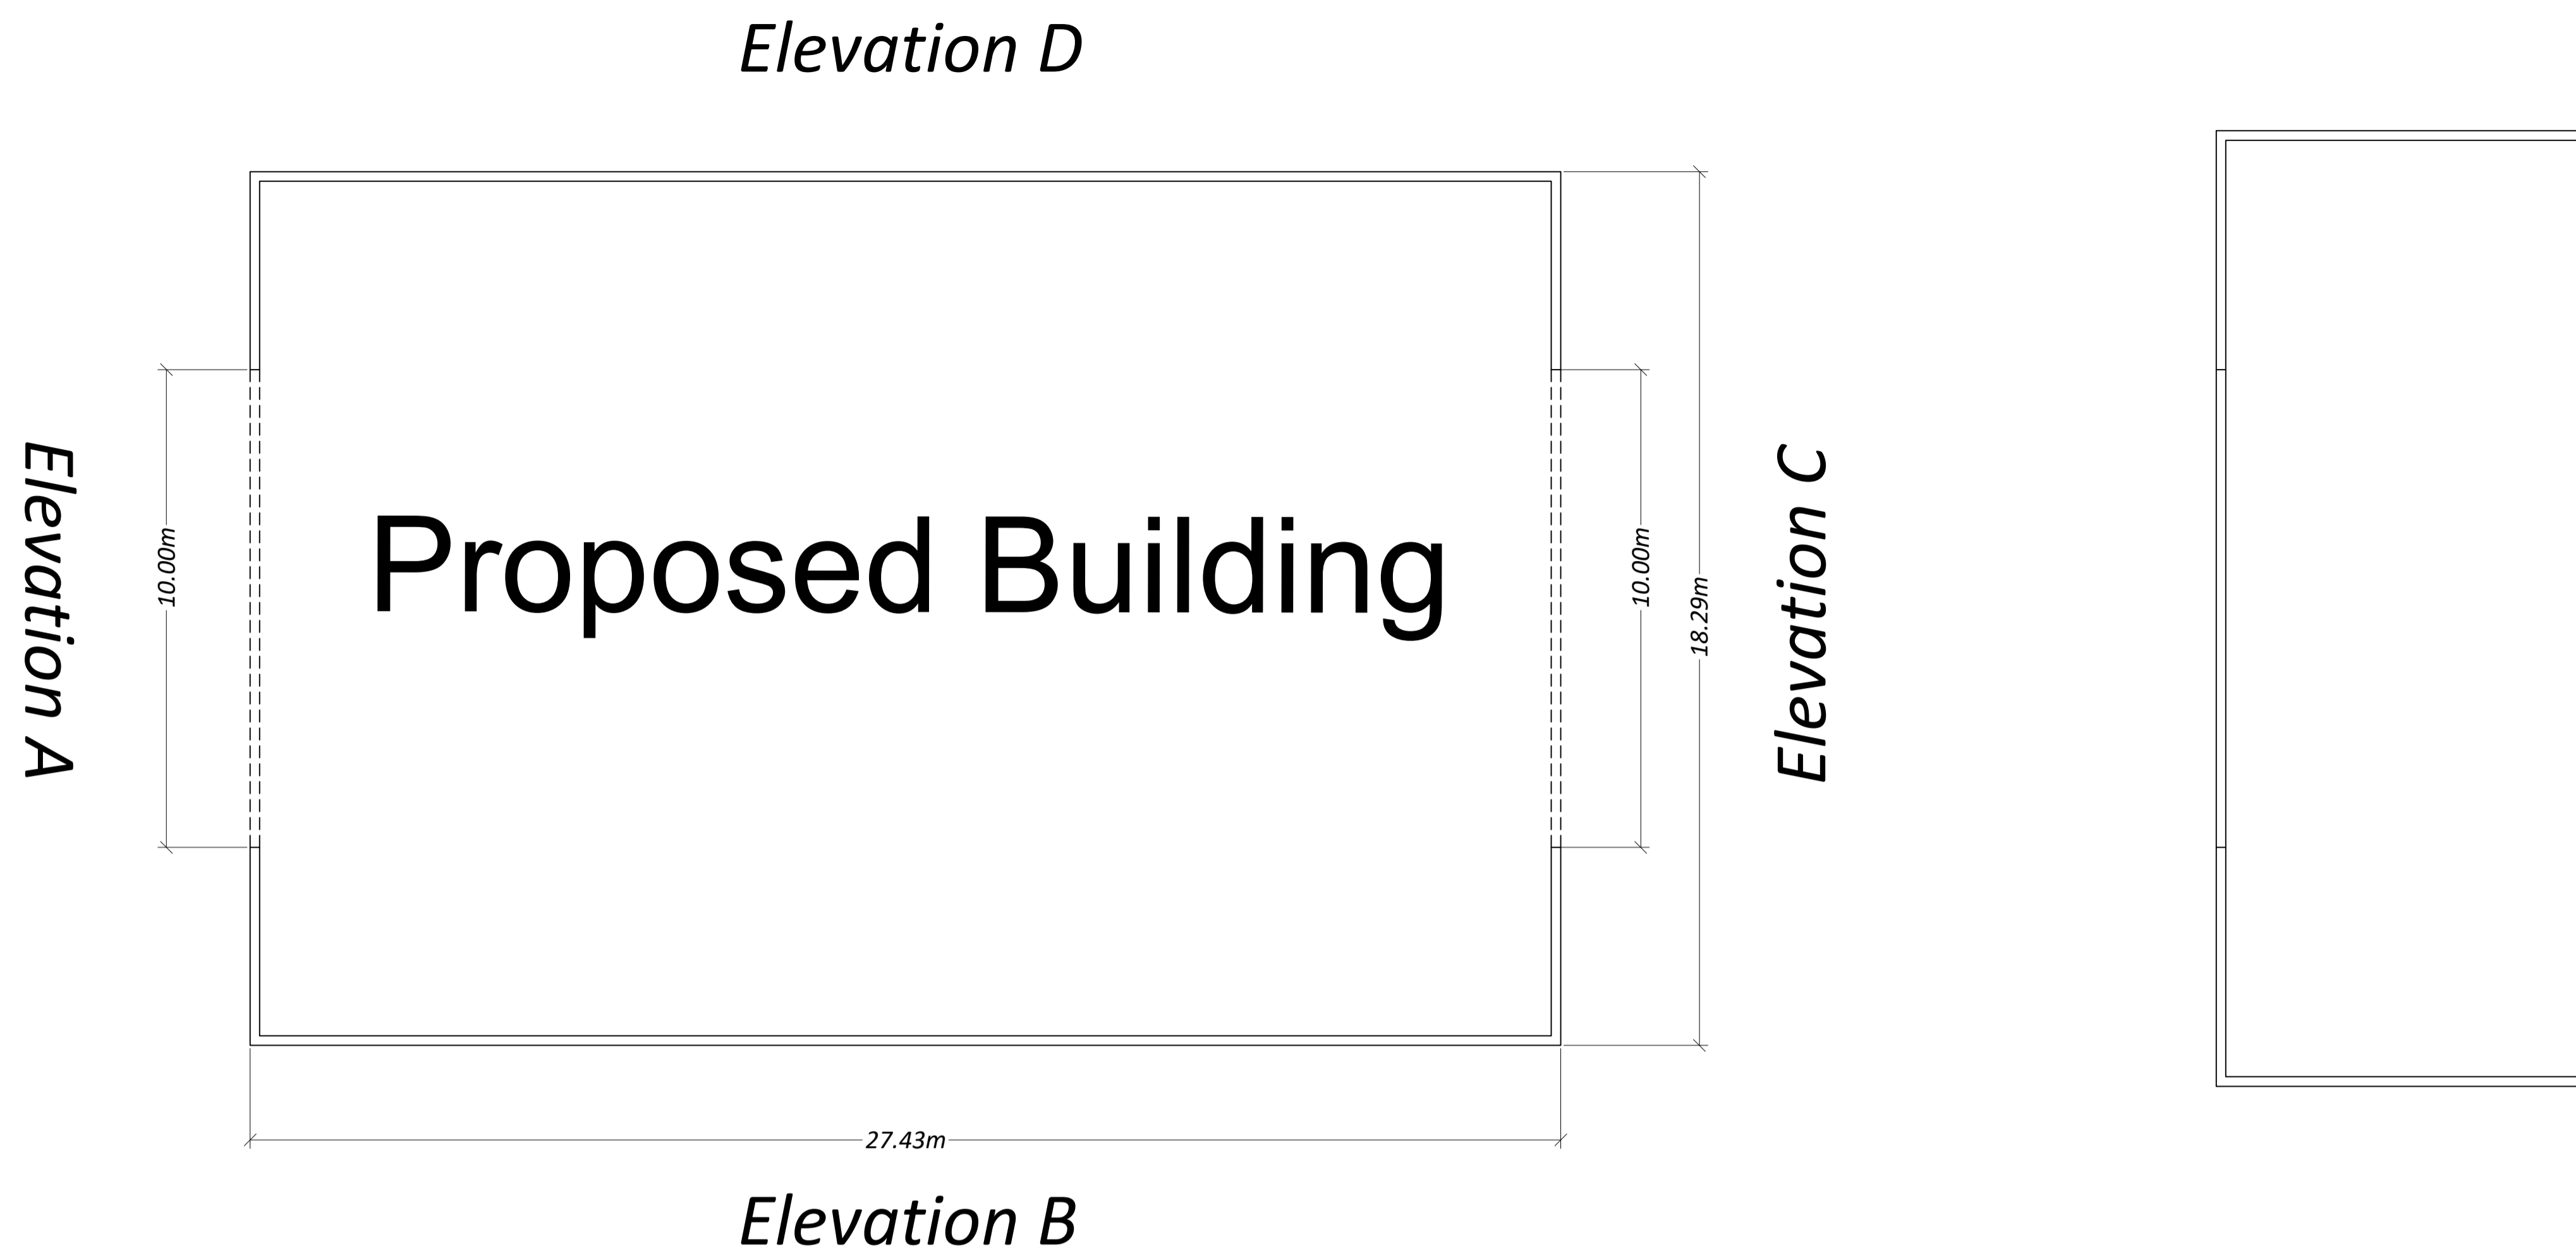 Elevation D
Elevation A
10.00m
Proposed Building
10.00m
18.29m
Elevation C
27.43m
Elevation B